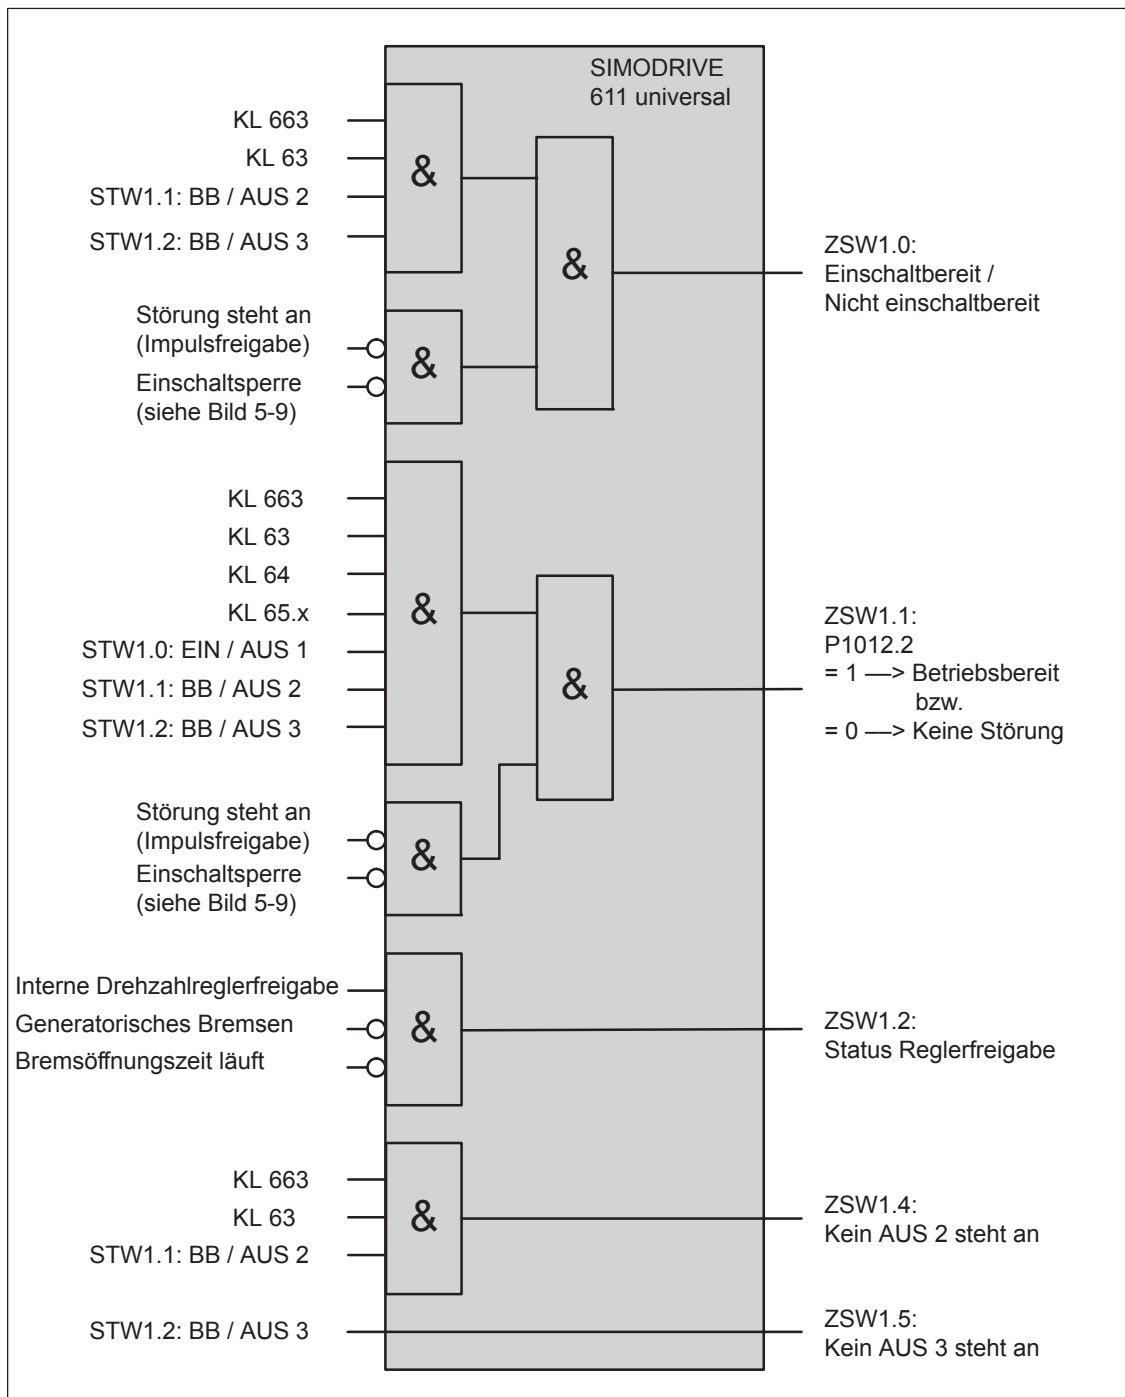 SIMODRIVE
611 universal
KL 663
KL 63
STW1.1: BB / AUS 2
STW1.2: BB / AUS 3
&
&
ZSW1.0:
Einschaltbereit /
Nicht einschaltbereit
Störung steht an
(Impulsfreigabe)
Einschaltsperre
(siehe Bild 5-9)
&
KL 663
KL 63
KL 64
KL 65.x
STW1.0: EIN / AUS 1
STW1.1: BB / AUS 2
STW1.2: BB / AUS 3
&
&
ZSW1.1:
P1012.2
= 1 —> Betriebsbereit
bzw.
= 0 —> Keine Störung
Störung steht an
(Impulsfreigabe)
Einschaltsperre
(siehe Bild 5-9)
&
Interne Drehzahlreglerfreigabe
Generatorisches Bremsen
Bremsöffnungszeit läuft
&
ZSW1.2:
Status Reglerfreigabe
KL 663
KL 63
STW1.1: BB / AUS 2
&
ZSW1.4:
Kein AUS 2 steht an
STW1.2: BB / AUS 3
ZSW1.5:
Kein AUS 3 steht an